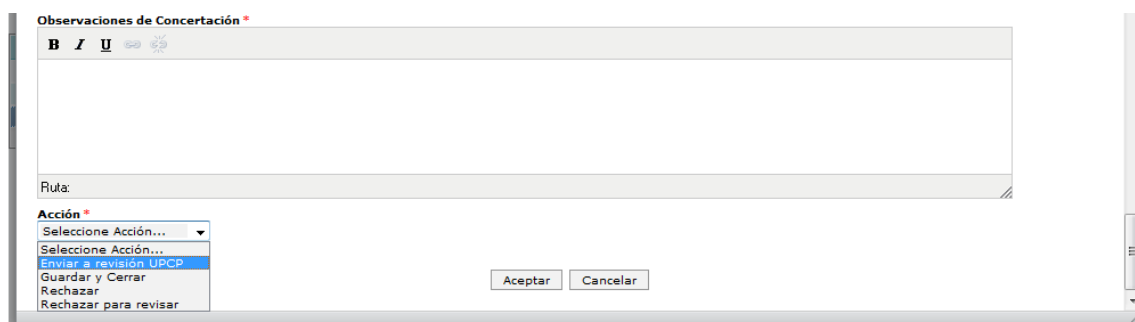 Observaciones de Concertación *
B I U
Ruta:
Acción *
Seleccione Acción...
Seleccione Acción...
Enviar a revisión UPCP
Guardar y Cerrar
Rechazar
Rechazar para revisar
Aceptar Cancelar